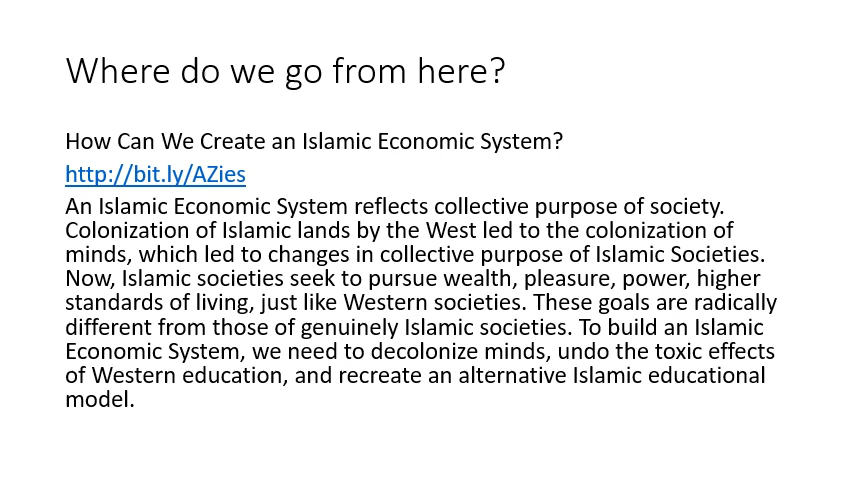 Where do we go from here?
How Can We Create an Islamic Economic System?
http://bit.ly/AZies
An Islamic Economic System reflects collective purpose of society.
Colonization of Islamic lands by the West led to the colonization of
minds, which led to changes in collective purpose of Islamic Societies.
Now, Islamic societies seek to pursue wealth, pleasure, power, higher
standards of living, just like Western societies. These goals are radically
different from those of genuinely Islamic societies. To build an Islamic
Economic System, we need to decolonize minds, undo the toxic effects
of Western education, and recreate an alternative Islamic educational
model.